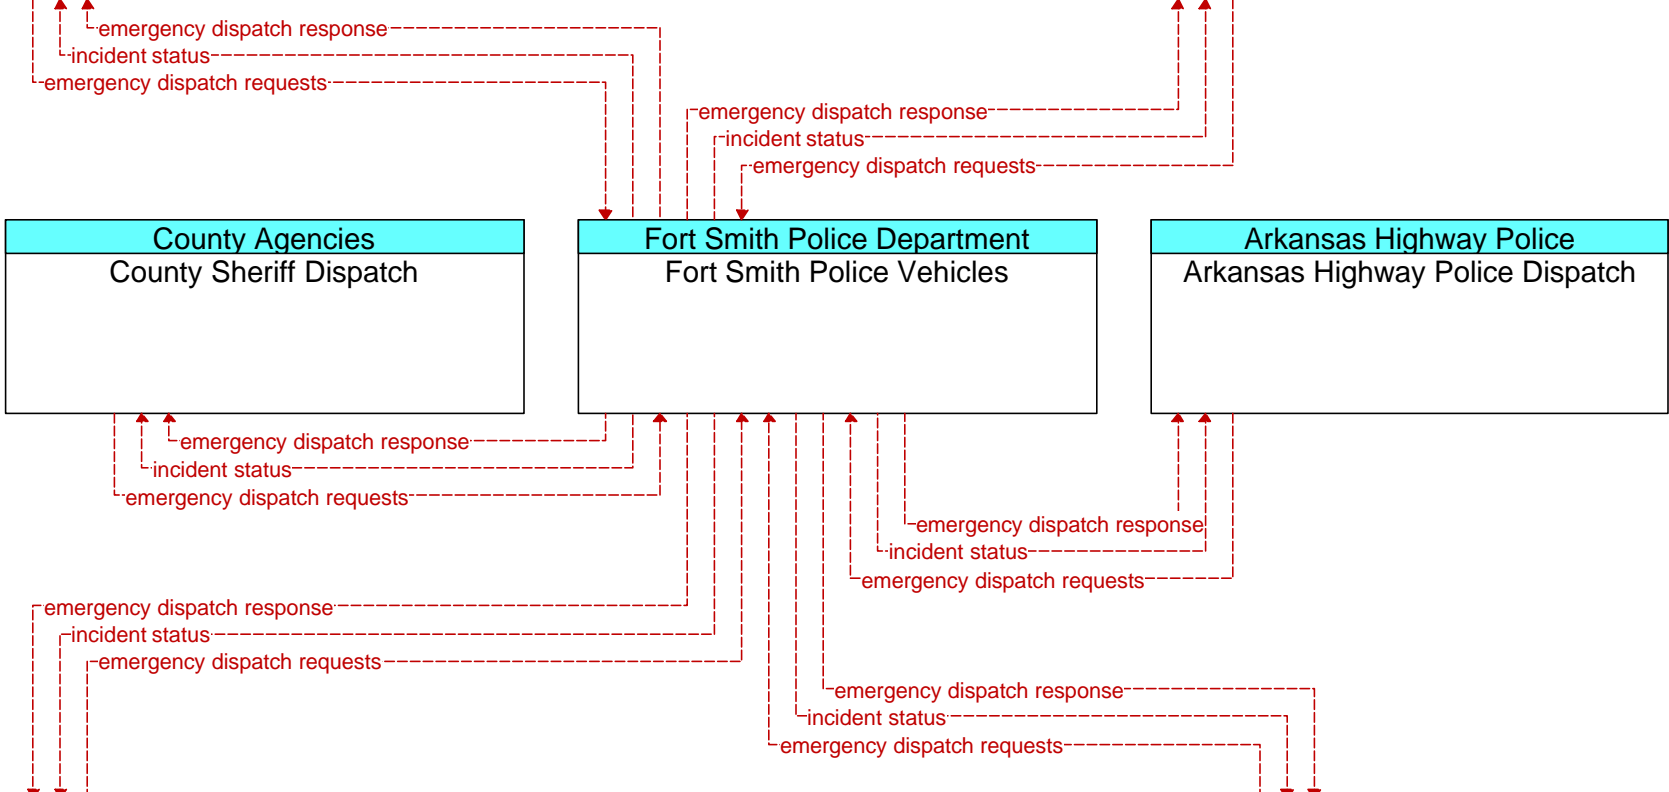 emergency dispatch response
incident status
emergency dispatch requests
emergency dispatch response
incident status
emergency dispatch requests
County Agencies
County Sheriff Dispatch
Fort Smith Police Department
Fort Smith Police Vehicles
Arkansas Highway Police
Arkansas Highway Police Dispatch
emergency dispatch response
incident status
emergency dispatch requests
emergency dispatch response
incident status
emergency dispatch requests
emergency dispatch response
incident status
emergency dispatch requests
emergency dispatch response
incident status
emergency dispatch requests